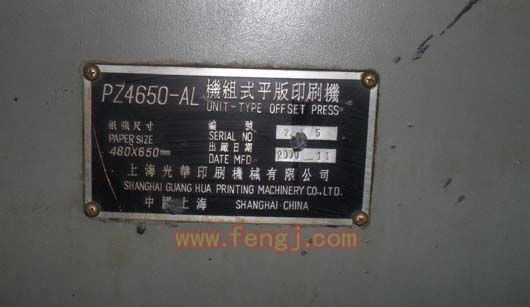 PZ4650-AL 機組式平版印刷機
UNIT-TYPE OFFSET PRESS
紙張尺寸 編號
PAPER SIZE SERIAL NO
480X650mm 出廠日期
DATE MFD 2000
上海光華印刷機械有限公司
SHANGHAI GUANG HUA PRINTING MACHINERY CO.,LTD.
中國上海 SHANGHAI·CHINA
www.fengj.com